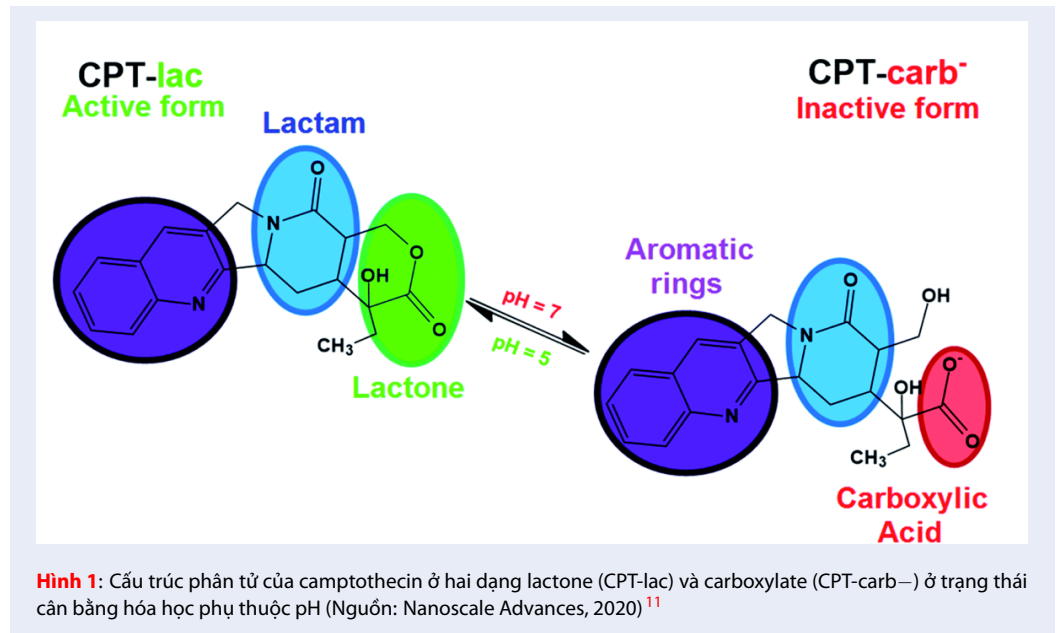 CPT-lac
Active form
CPT-carb-
Inactive form
Lactam
O
N
O
OH
N
O
CH3
Lactone
pH = 7
pH = 5
Aromatic
rings
O
OH
N
O-
OH
N
O
CH3
Carboxylic
Acid
Hình 1: Cấu trúc phân tử của camptothecin ở hai dạng lactone (CPT-lac) và carboxylate (CPT-carb−) ở trạng thái
cân bằng hóa học phụ thuộc pH (Nguồn: Nanoscale Advances, 2020) 11